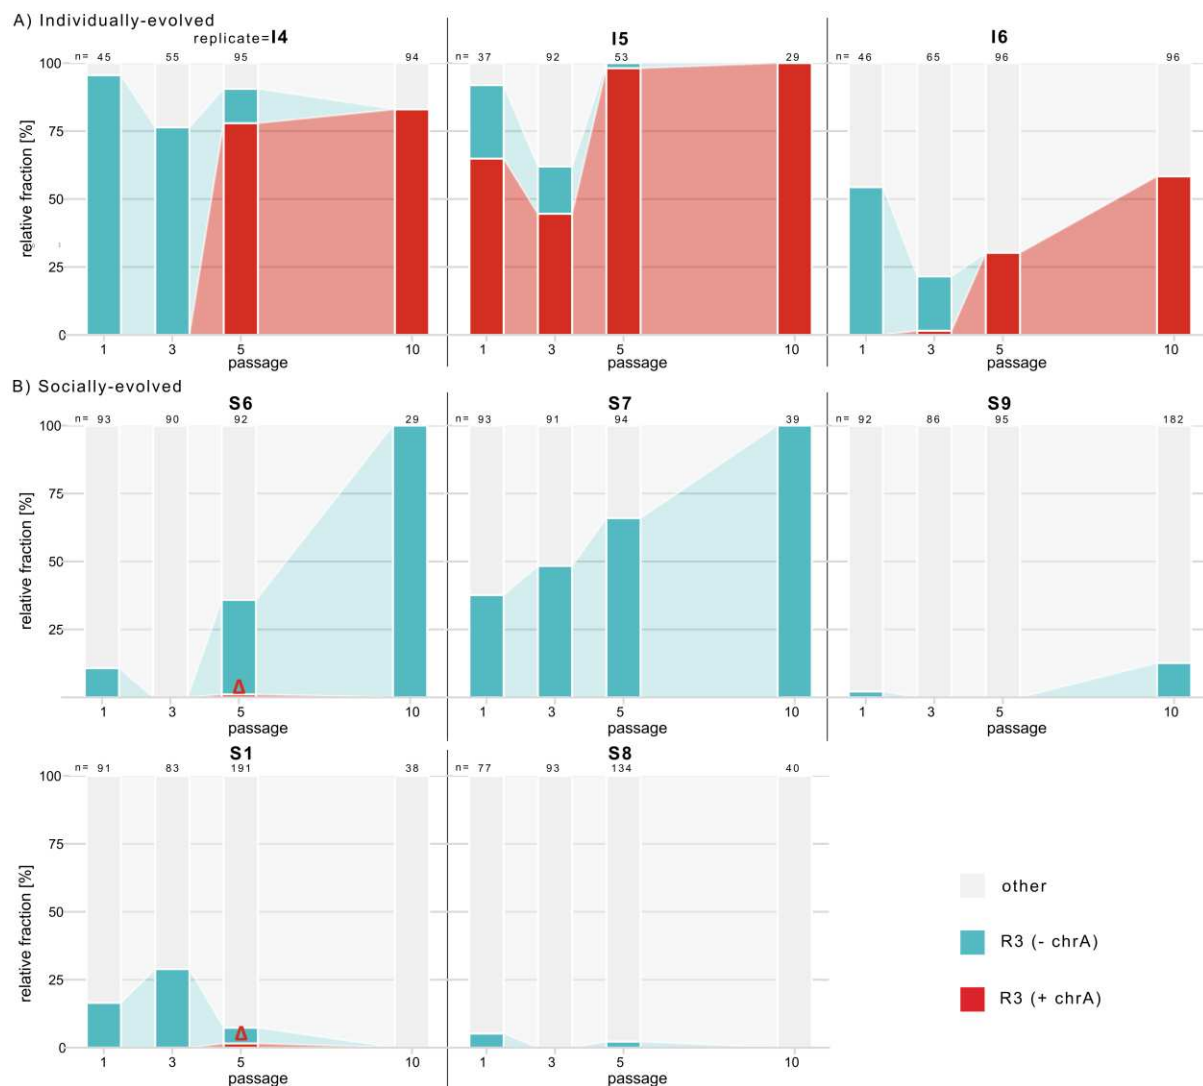 A) Individually-evolved
replicate=I4
I5
I6
n= 45 55 95 94
n= 37 92 53 29
n= 46 65 96 96
100
75
50
25
0
relative fraction [%]
1 3 5 10
passage
1 3 5 10
passage
1 3 5 10
passage
B) Socially-evolved
S6
S7
S9
n= 93 90 92 29
n= 93 91 94 39
n= 92 86 95 182
100
75
50
25
relative fraction [%]
Δ
1 3 5 10
passage
1 3 5 10
passage
1 3 5 10
passage
S1
S8
n= 91 83 191 38
n= 77 93 134 40
100
75
50
25
0
relative fraction [%]
Δ
1 3 5 10
passage
1 3 5 10
passage
other
R3 (- chrA)
R3 (+ chrA)